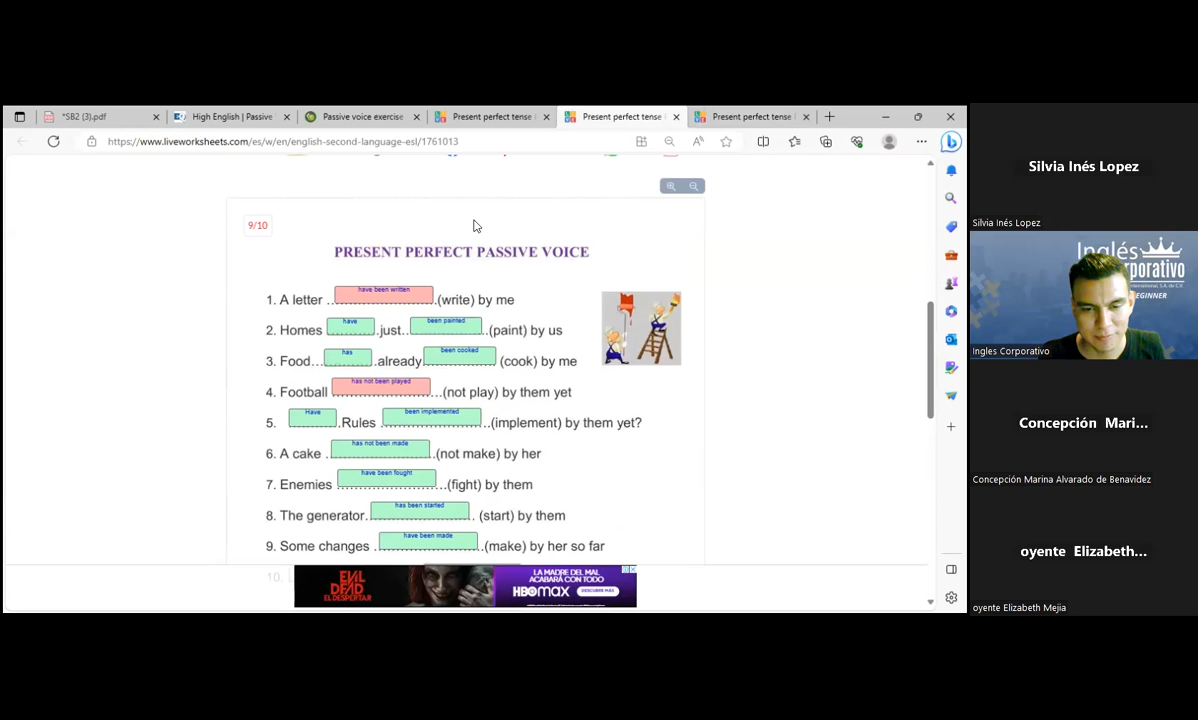 *SB2 (3).pdf
High English | Passive
Passive voice exercise
Present perfect tense
Present perfect tense
Present perfect tense
https://www.liveworksheets.com/es/w/en/english-second-language-esl/1761013
9/10
PRESENT PERFECT PASSIVE VOICE
1. A letter ...have been written...(write) by me
2. Homes have .just..been painted...(paint) by us
3. Food...has.already.been cooked (cook) by me
4. Football has not been played...(not play) by them yet
5. Have.Rules been implemented..(implement) by them yet?
6. A cake .has not been made..(not make) by her
7. Enemies have been fought...(fight) by them
8. The generator..has been started. (start) by them
9. Some changes .have been made..(make) by her so far
10.
EVIL DEAD
EL DESPERTAR
LA MADRE DEL MAL
ACABARÁ CON TODO
HBOmax DESCUBRE MÁS
Silvia Inés Lopez
Silvia Inés Lopez
Inglés
Corporativo
International, S.A. de C.V.
BEGINNER
Ingles Corporativo
Concepción Mari...
Concepción Marina Alvarado de Benavidez
oyente Elizabeth...
oyente Elizabeth Mejia